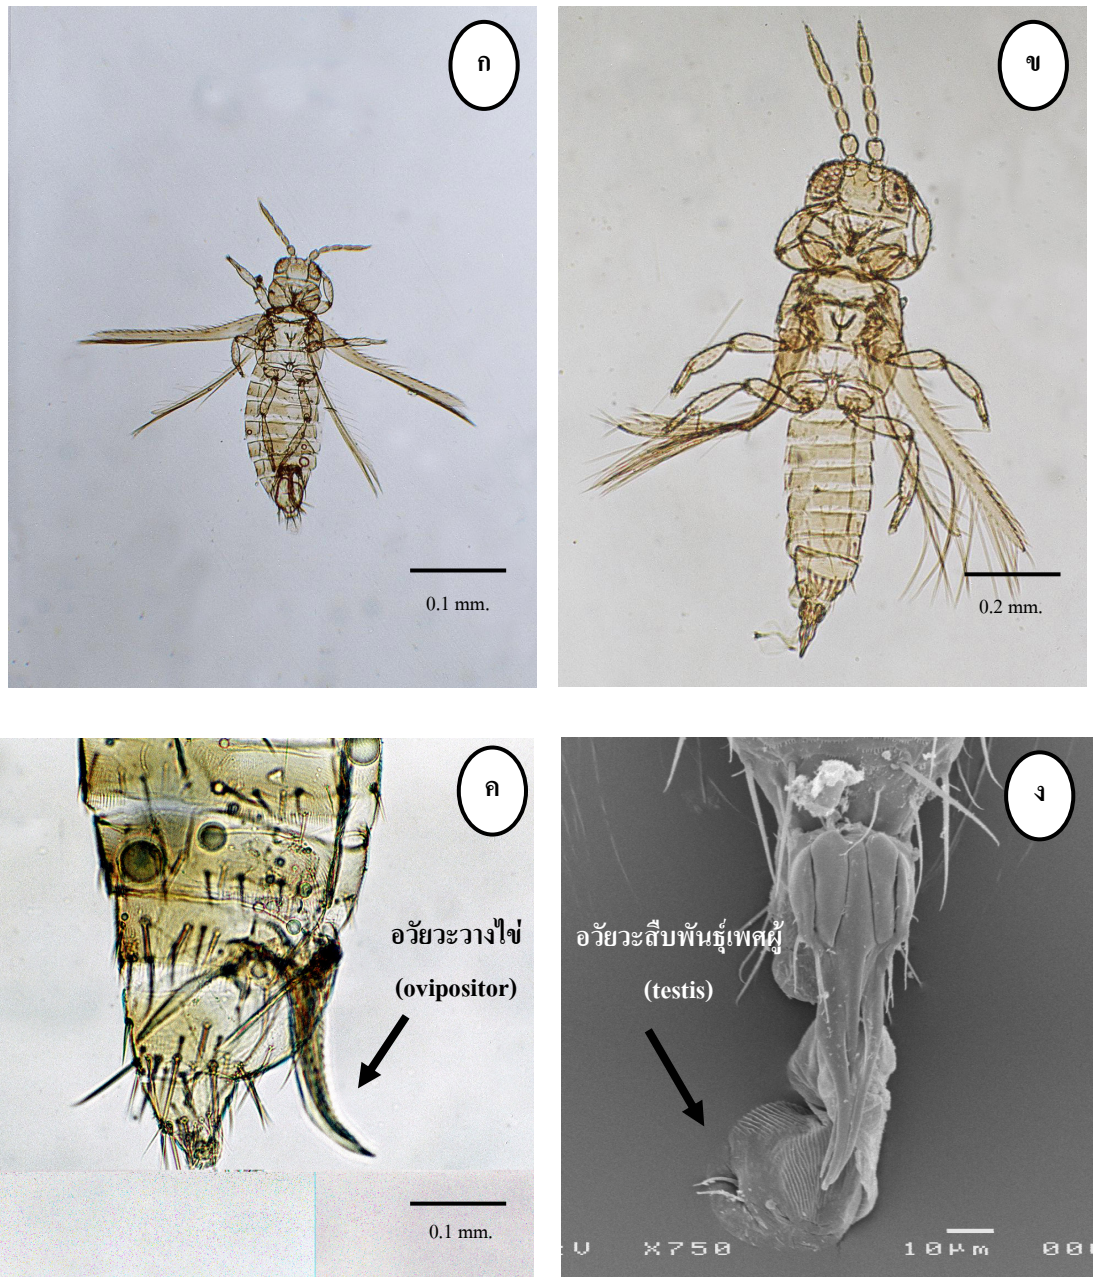 ก
ข
0.1 mm.
0.2 mm.
ค
ง
อวัยวะวางไข่
(ovipositor)
อวัยวะสืบพันธุ์เพศผู้
(testis)
0.1 mm.
V X750 10µm 00